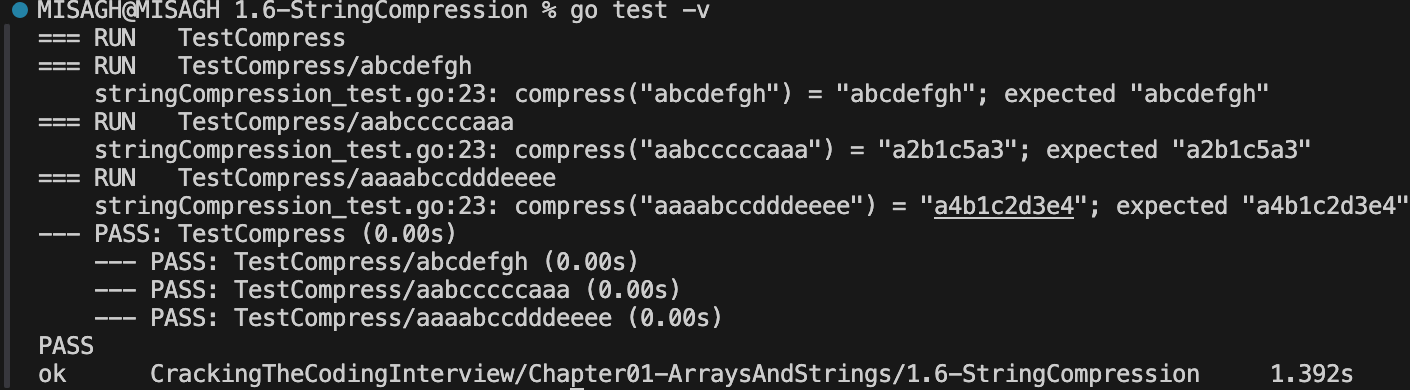 MISAGH@MISAGH 1.6-StringCompression % go test -v
=== RUN   TestCompress
=== RUN   TestCompress/abcdefgh
    stringCompression_test.go:23: compress("abcdefgh") = "abcdefgh"; expected "abcdefgh"
=== RUN   TestCompress/aabcccccaaa
    stringCompression_test.go:23: compress("aabcccccaaa") = "a2b1c5a3"; expected "a2b1c5a3"
=== RUN   TestCompress/aaaabccdddeeee
    stringCompression_test.go:23: compress("aaaabccdddeeee") = "a4b1c2d3e4"; expected "a4b1c2d3e4"
--- PASS: TestCompress (0.00s)
    --- PASS: TestCompress/abcdefgh (0.00s)
    --- PASS: TestCompress/aabcccccaaa (0.00s)
    --- PASS: TestCompress/aaaabccdddeeee (0.00s)
PASS
ok      CrackingTheCodingInterview/Chapter01-ArraysAndStrings/1.6-StringCompression     1.392s